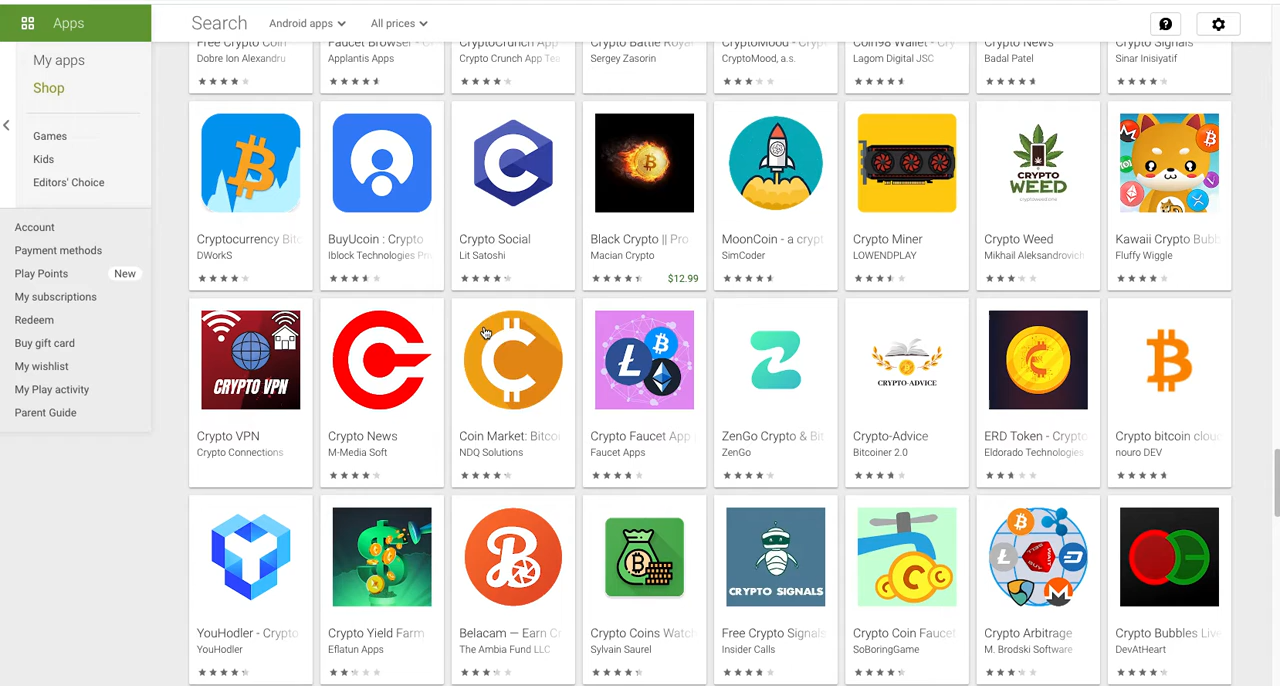 Apps
Search
Android apps
All prices
My apps
Shop
Games
Kids
Editors' Choice
Account
Payment methods
Play Points New
My subscriptions
Redeem
Buy gift card
My wishlist
My Play activity
Parent Guide
Free Crypto Coin
Dobre Ion Alexandru
Faucet Browser - Cry
Applantis Apps
CryptoCrunch App
Crypto Crunch App Tea
Crypto Battle Royal
Sergey Zasorin
CryptoMood - Cryp
CryptoMood, a.s.
Coin98 Wallet - Cry
Lagom Digital JSC
Crypto News
Badal Patel
Crypto Signals
Sinar Inisiyatif
Cryptocurrency Bitc
DWorkS
BuyUcoin : Crypto
Iblock Technologies Priv
Crypto Social
Lit Satoshi
Black Crypto || Pro
Macian Crypto
$12.99
MoonCoin - a crypt
SimCoder
Crypto Miner
LOWENDPLAY
CRYPTO
WEED
cryptoweed.one
Crypto Weed
Mikhail Aleksandrovich
Kawaii Crypto Bubb
Fluffy Wiggle
CRYPTO VPN
Crypto VPN
Crypto Connections
Crypto News
M-Media Soft
Coin Market: Bitcoi
NDQ Solutions
Crypto Faucet App
Faucet Apps
ZenGo Crypto & Bit
ZenGo
CRYPTO-ADVICE
Crypto-Advice
Bitcoiner 2.0
ERD Token - Crypto
Eldorado Technologies
Crypto bitcoin cloud
nouro DEV
YouHodler - Crypto
YouHodler
Crypto Yield Farm
Eflatun Apps
Belacam — Earn Cr
The Ambia Fund LLC
Crypto Coins Watch
Sylvain Saurel
CRYPTO SIGNALS
Free Crypto Signals
Insider Calls
Crypto Coin Faucet
SoBoringGame
Crypto Arbitrage
M. Brodski Software
Crypto Bubbles Live
DevAtHeart